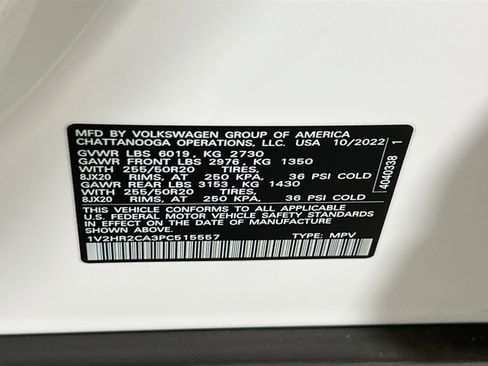 MFD BY VOLKSWAGEN GROUP OF AMERICA
CHATTANOOGA OPERATIONS, LLC. USA 10/2022
GVWR LBS 6019, KG 2730
GAWR FRONT LBS 2976, KG 1350
WITH 255/50R20 TIRES,
8JX20 RIMS, AT 250 KPA, 36 PSI COLD
GAWR REAR LBS 3153, KG 1430
WITH 255/50R20 TIRES,
8JX20 RIMS, AT 250 KPA, 36 PSI COLD
THIS VEHICLE CONFORMS TO ALL APPLICABLE
U.S. FEDERAL MOTOR VEHICLE SAFETY STANDARDS
IN EFFECT ON THE DATE OF MANUFACTURE
SHOWN ABOVE.
1V2HR2CA3PC515557 TYPE: MPV
4040338 1